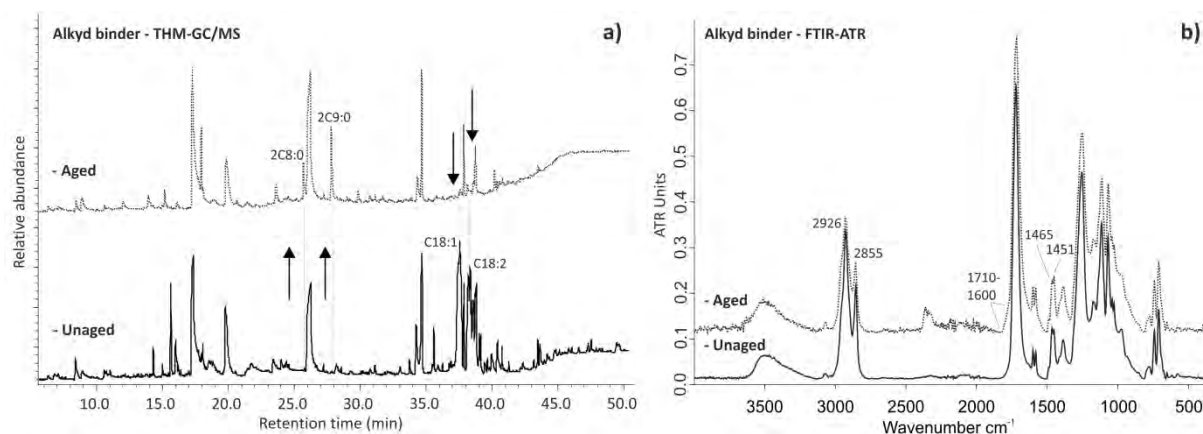 Alkyd binder - THM-GC/MS
a)
Relative abundance
2C9:0
2C8:0
- Aged
C18:1
C18:2
- Unaged
10.0 15.0 20.0 25.0 30.0 35.0 40.0 45.0 50.0
Retention time (min)
Alkyd binder - FTIR-ATR
b)
ATR Units
0.7
0.6
0.5
0.4
0.3
0.2
0.1
0.0
2926
2855
1465
1451
1710-
1600
- Aged
- Unaged
3500 3000 2500 2000 1500 1000 500
Wavenumber cm⁻¹